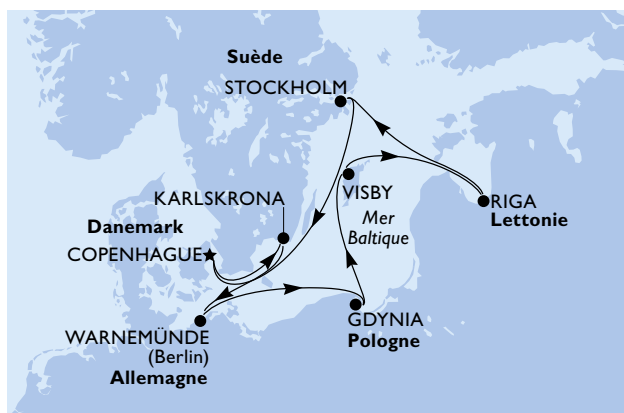 Suède
STOCKHOLM
KARLSKRONA
VISBY
RIGA
Lettonie
Mer
Baltique
Danemark
COPENHAGUE
GDYNIA
Pologne
WARNEMÜNDE
(Berlin)
Allemagne